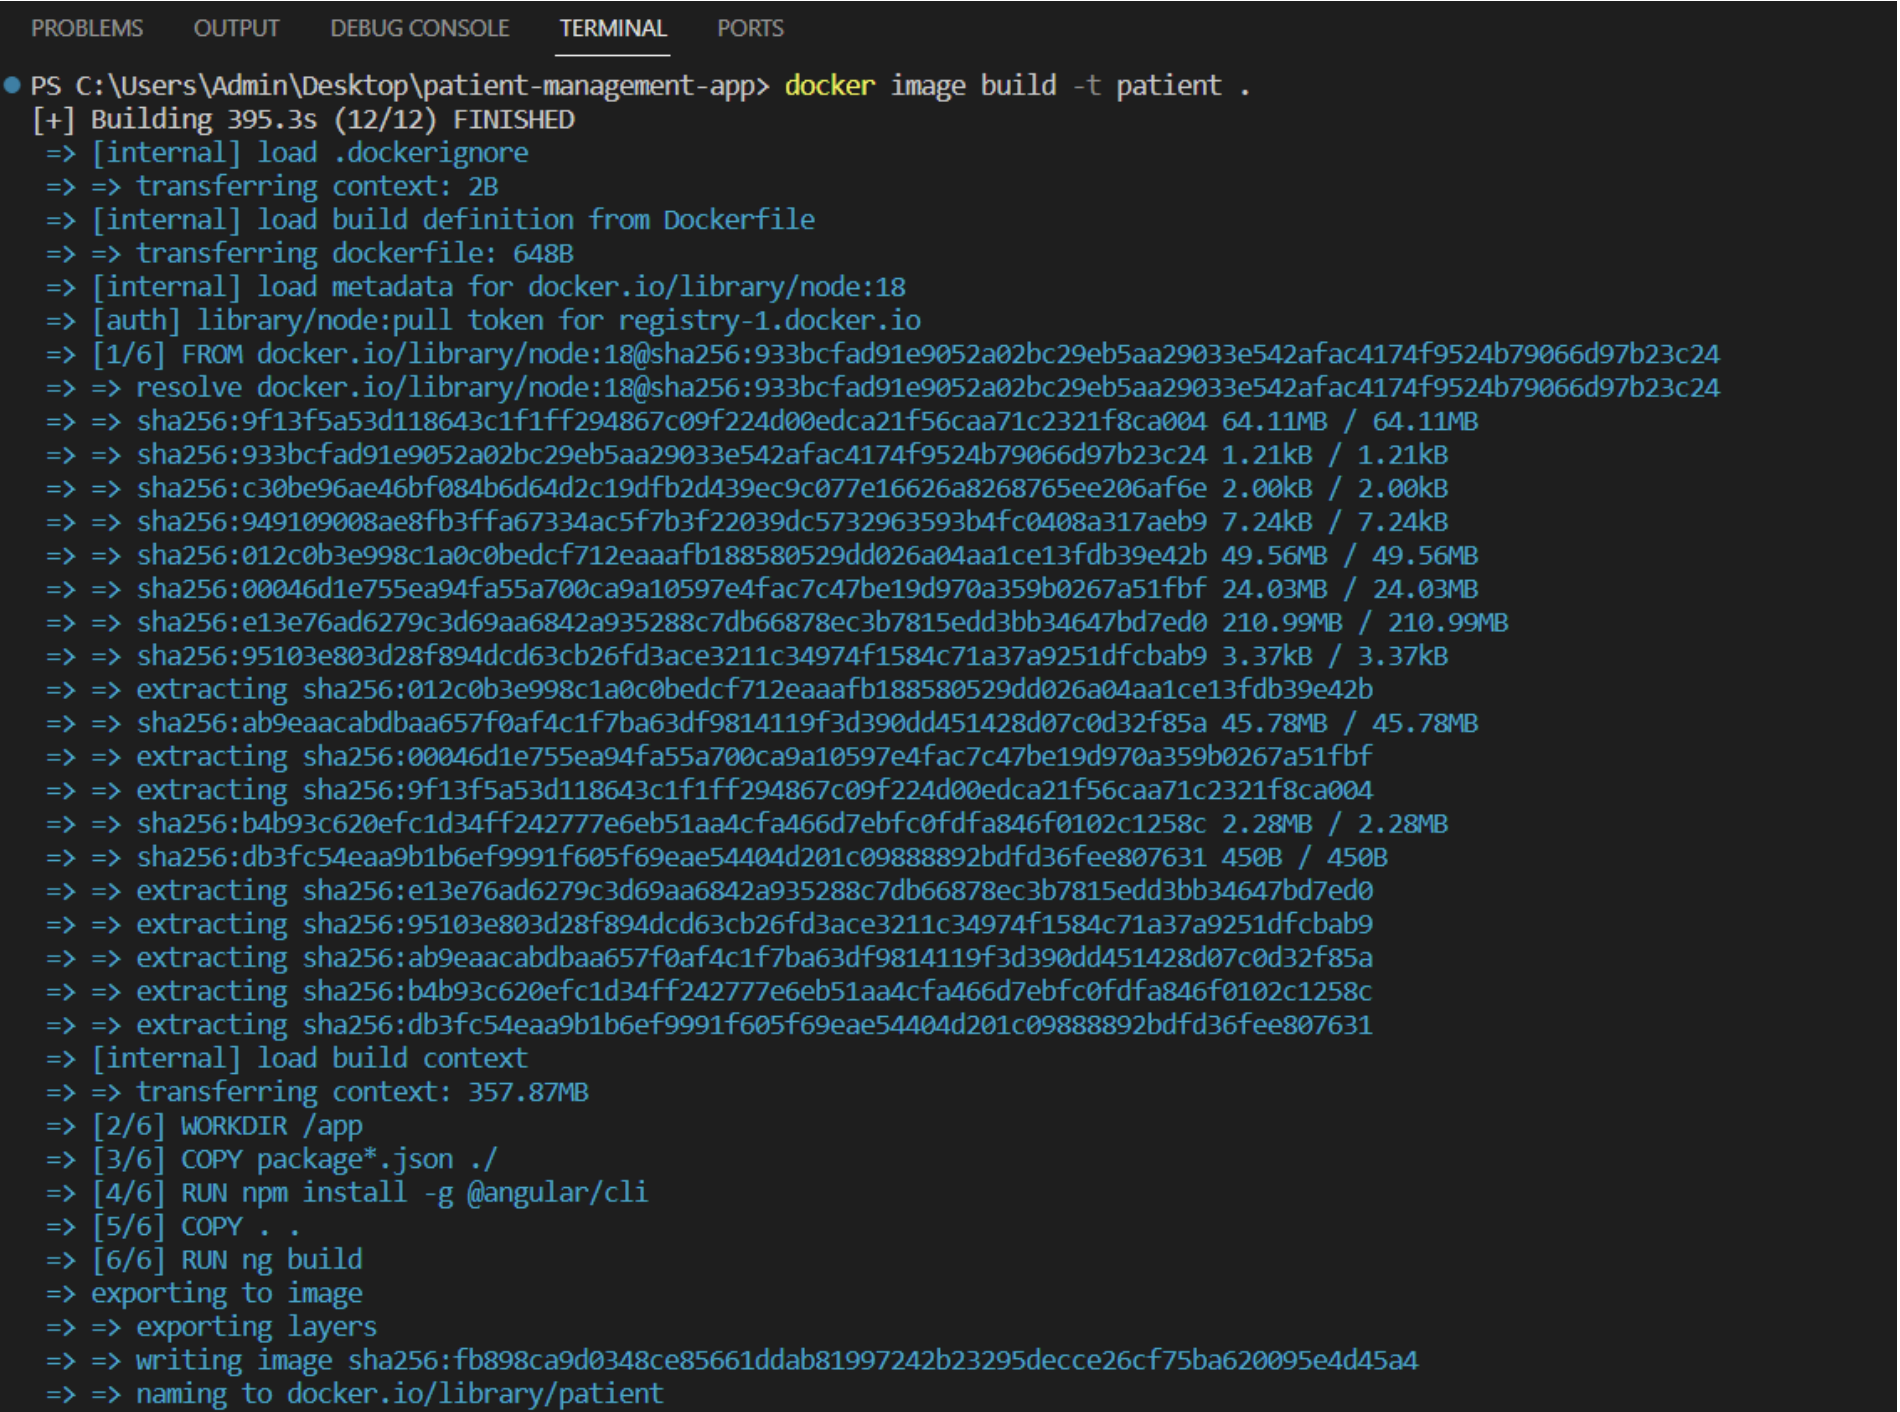 PROBLEMS OUTPUT DEBUG CONSOLE TERMINAL PORTS
PS C:\Users\Admin\Desktop\patient-management-app> docker image build -t patient .
[+] Building 395.3s (12/12) FINISHED
=> [internal] load .dockerignore
=> => transferring context: 2B
=> [internal] load build definition from Dockerfile
=> => transferring dockerfile: 648B
=> [internal] load metadata for docker.io/library/node:18
=> [auth] library/node:pull token for registry-1.docker.io
=> [1/6] FROM docker.io/library/node:18@sha256:933bcfad91e9052a02bc29eb5aa29033e542afac4174f9524b79066d97b23c24
=> => resolve docker.io/library/node:18@sha256:933bcfad91e9052a02bc29eb5aa29033e542afac4174f9524b79066d97b23c24
=> => sha256:9f13f5a53d118643c1f1ff294867c09f224d00edca21f56caa71c2321f8ca004 64.11MB / 64.11MB
=> => sha256:933bcfad91e9052a02bc29eb5aa29033e542afac4174f9524b79066d97b23c24 1.21kB / 1.21kB
=> => sha256:c30be96ae46bf084b6d64d2c19dfb2d439ec9c077e16626a8268765ee206af6e 2.00kB / 2.00kB
=> => sha256:949109008ae8fb3ffa67334ac5f7b3f22039dc5732963593b4fc0408a317aeb9 7.24kB / 7.24kB
=> => sha256:012c0b3e998c1a0c0bedcf712eaaafb188580529dd026a04aa1ce13fdb39e42b 49.56MB / 49.56MB
=> => sha256:00046d1e755ea94fa55a700ca9a10597e4fac7c47be19d970a359b0267a51fbf 24.03MB / 24.03MB
=> => sha256:e13e76ad6279c3d69aa6842a935288c7db66878ec3b7815edd3bb34647bd7ed0 210.99MB / 210.99MB
=> => sha256:95103e803d28f894dcd63cb26fd3ace3211c34974f1584c71a37a9251dfcbab9 3.37kB / 3.37kB
=> => extracting sha256:012c0b3e998c1a0c0bedcf712eaaafb188580529dd026a04aa1ce13fdb39e42b
=> => sha256:ab9eaacabdbaa657f0af4c1f7ba63df9814119f3d390dd451428d07c0d32f85a 45.78MB / 45.78MB
=> => extracting sha256:00046d1e755ea94fa55a700ca9a10597e4fac7c47be19d970a359b0267a51fbf
=> => extracting sha256:9f13f5a53d118643c1f1ff294867c09f224d00edca21f56caa71c2321f8ca004
=> => sha256:b4b93c620efc1d34ff242777e6eb51aa4cfa466d7ebfc0fdfa846f0102c1258c 2.28MB / 2.28MB
=> => sha256:db3fc54eaa9b1b6ef9991f605f69eae54404d201c09888892bdfd36fee807631 450B / 450B
=> => extracting sha256:e13e76ad6279c3d69aa6842a935288c7db66878ec3b7815edd3bb34647bd7ed0
=> => extracting sha256:95103e803d28f894dcd63cb26fd3ace3211c34974f1584c71a37a9251dfcbab9
=> => extracting sha256:ab9eaacabdbaa657f0af4c1f7ba63df9814119f3d390dd451428d07c0d32f85a
=> => extracting sha256:b4b93c620efc1d34ff242777e6eb51aa4cfa466d7ebfc0fdfa846f0102c1258c
=> => extracting sha256:db3fc54eaa9b1b6ef9991f605f69eae54404d201c09888892bdfd36fee807631
=> [internal] load build context
=> => transferring context: 357.87MB
=> [2/6] WORKDIR /app
=> [3/6] COPY package*.json ./
=> [4/6] RUN npm install -g @angular/cli
=> [5/6] COPY . .
=> [6/6] RUN ng build
=> exporting to image
=> => exporting layers
=> => writing image sha256:fb898ca9d0348ce85661ddab81997242b23295decce26cf75ba620095e4d45a4
=> => naming to docker.io/library/patient